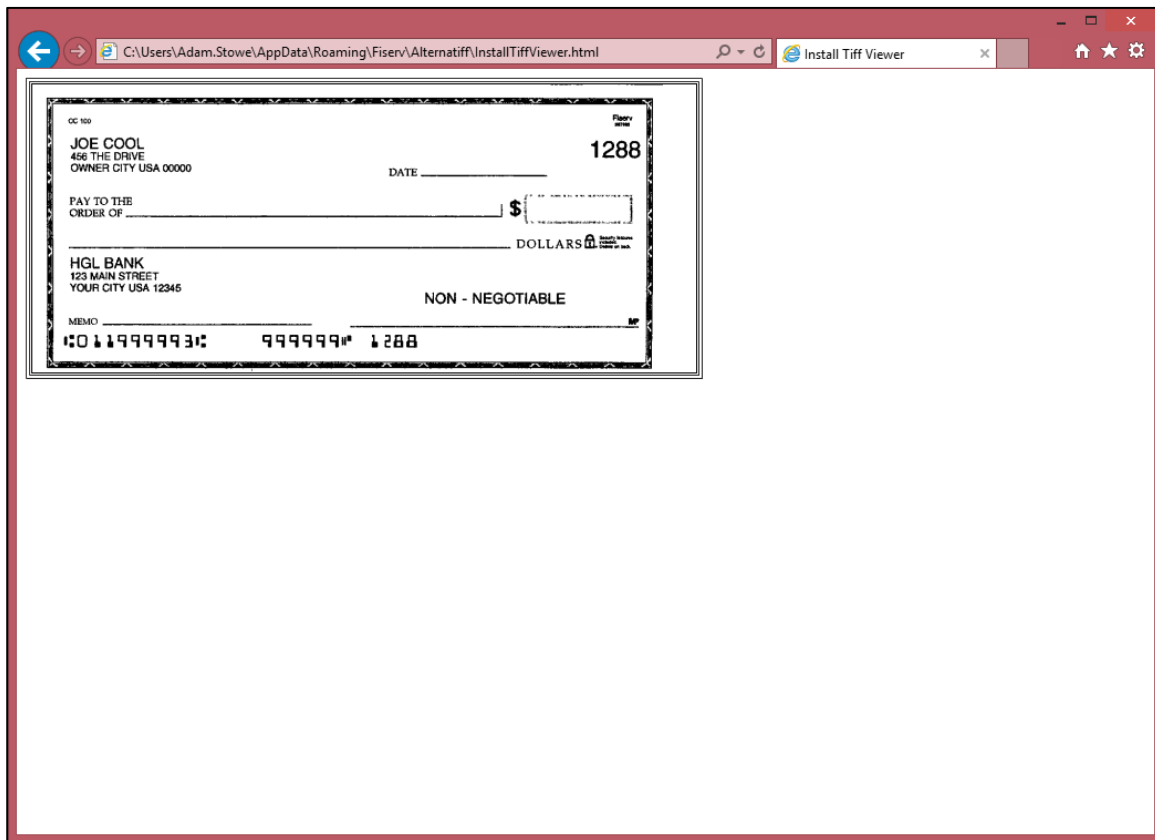 C:\Users\Adam.Stowe\AppData\Roaming\Fiserv\Alternatiff\InstallTiffViewer.html
Install Tiff Viewer
CC 100
Fiserv
JOE COOL
456 THE DRIVE
OWNER CITY USA 00000
1288
DATE
PAY TO THE
ORDER OF
$
DOLLARS
HGL BANK
123 MAIN STREET
YOUR CITY USA 12345
NON - NEGOTIABLE
MEMO
MP
⑆011999993⑆ 999999⑈ 1288